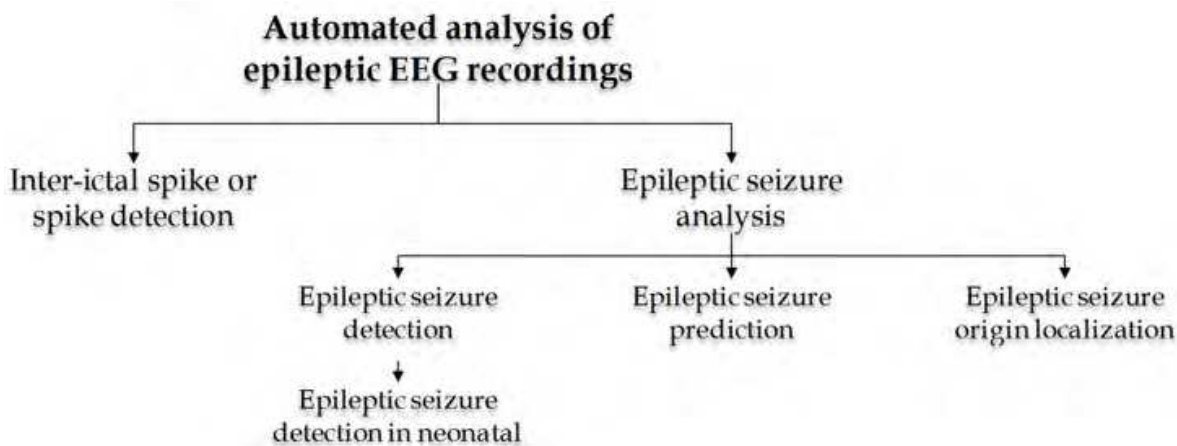 Automated analysis of
epileptic EEG recordings
Inter-ictal spike or
spike detection
Epileptic seizure
analysis
Epileptic seizure
detection
Epileptic seizure
prediction
Epileptic seizure
origin localization
Epileptic seizure
detection in neonatal